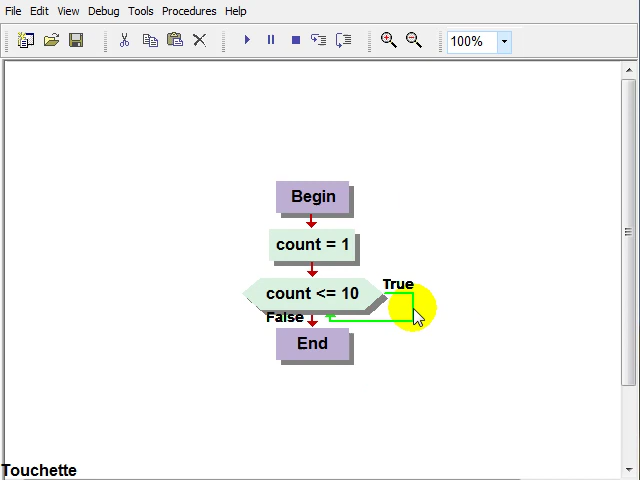 File Edit View Debug Tools Procedures Help
100%
Begin
count = 1
True
count <= 10
False
End
Touchette